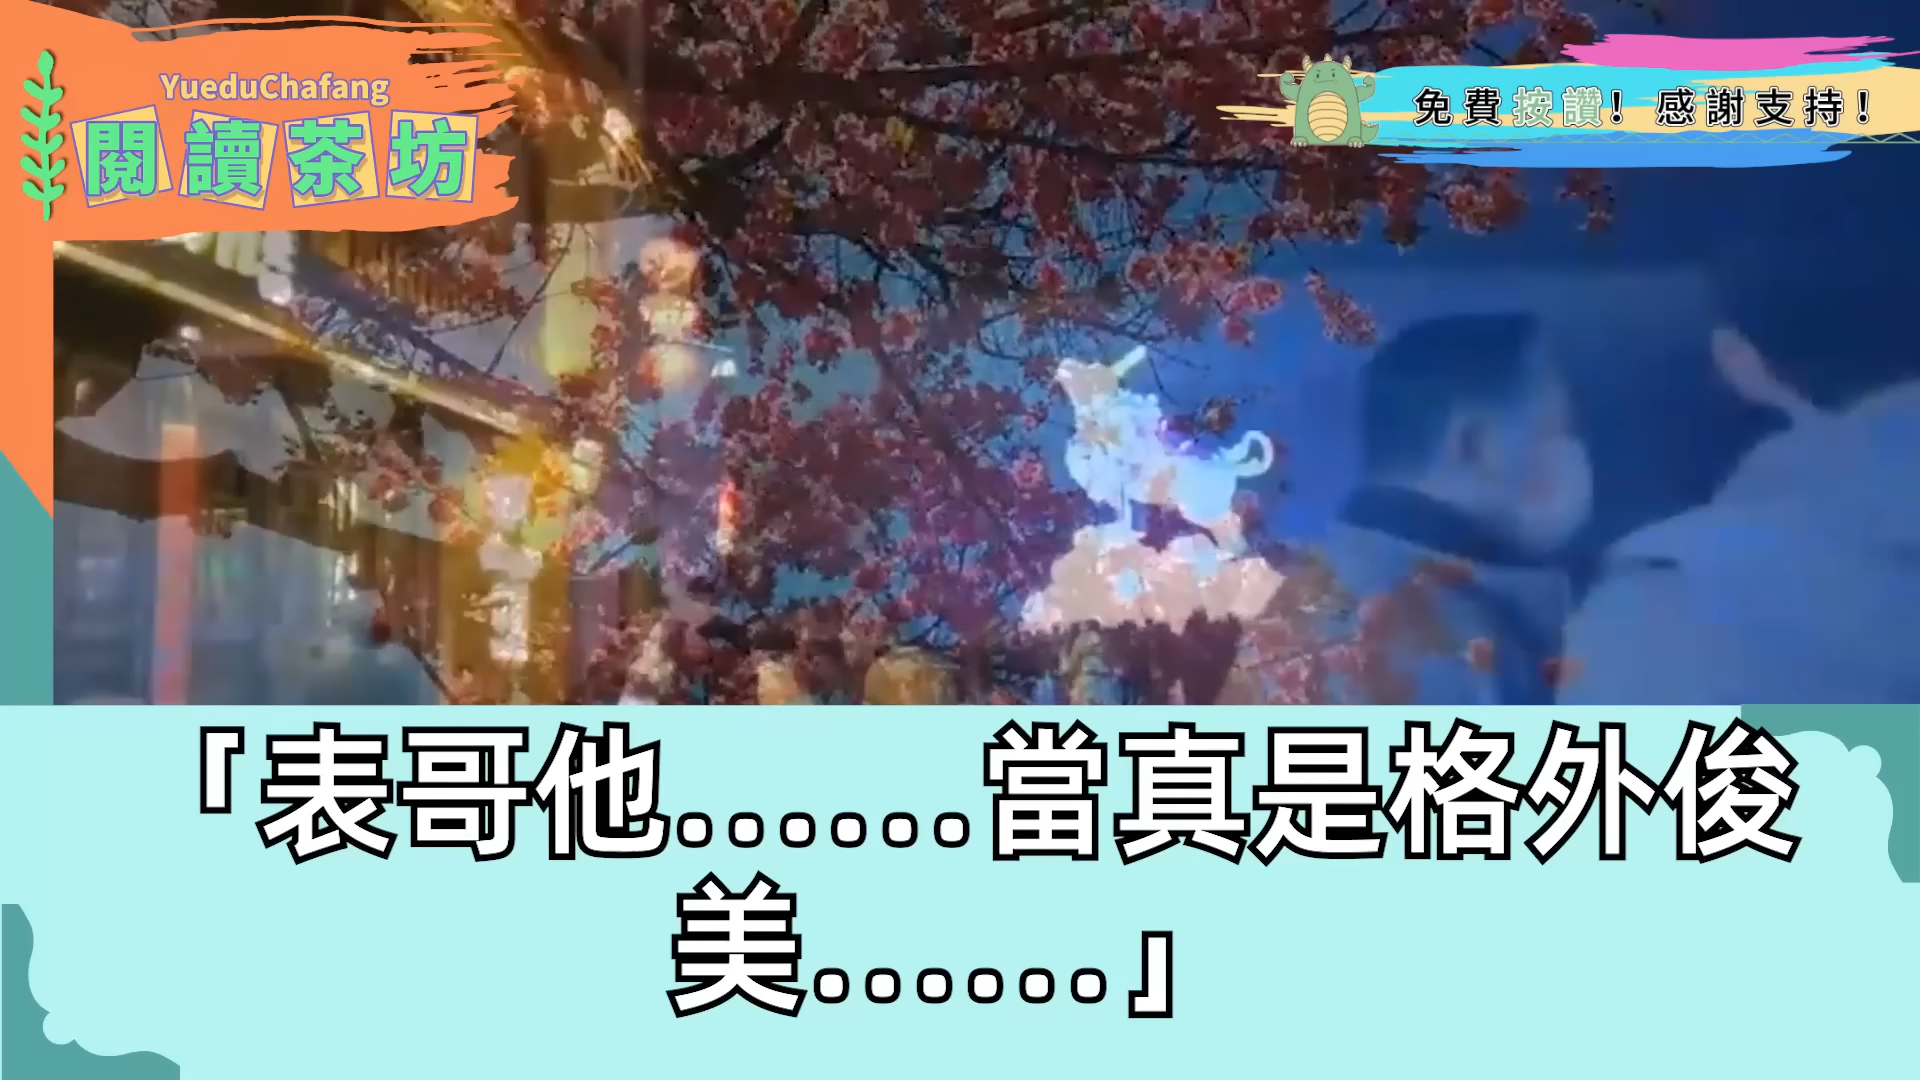 YueduChafang
閱讀茶坊
免費按讚!感謝支持!
「表哥他......當真是格外俊
美......」